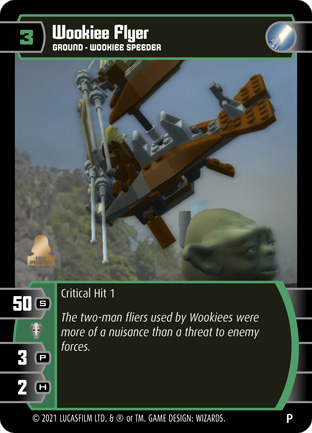 3
Wookiee Flyer
GROUND • WOOKIEE SPEEDER
50 S
Critical Hit 1
The two-man fliers used by Wookiees were
more of a nuisance than a threat to enemy
forces.
3 P
2 H
© 2021 LUCASFILM LTD. & ® or TM. GAME DESIGN: WIZARDS.
P